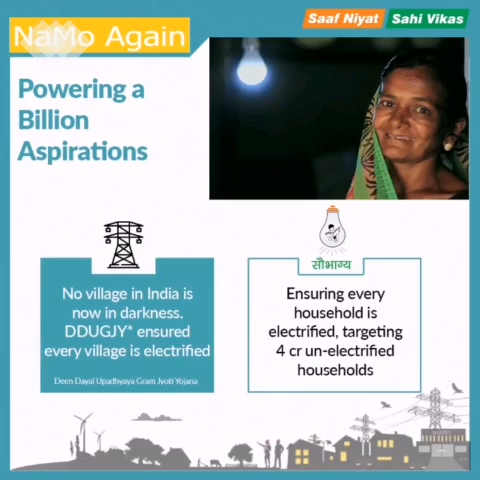 Saaf Niyat Sahi Vikas
NaMo Again
Powering a
Billion
Aspirations
No village in India is
now in darkness.
DDUGJY* ensured
every village is electrified
Deen Dayal Upadhyaya Gram Jyoti Yojana
सौभाग्य
Ensuring every
household is
electrified, targeting
4 cr un-electrified
households